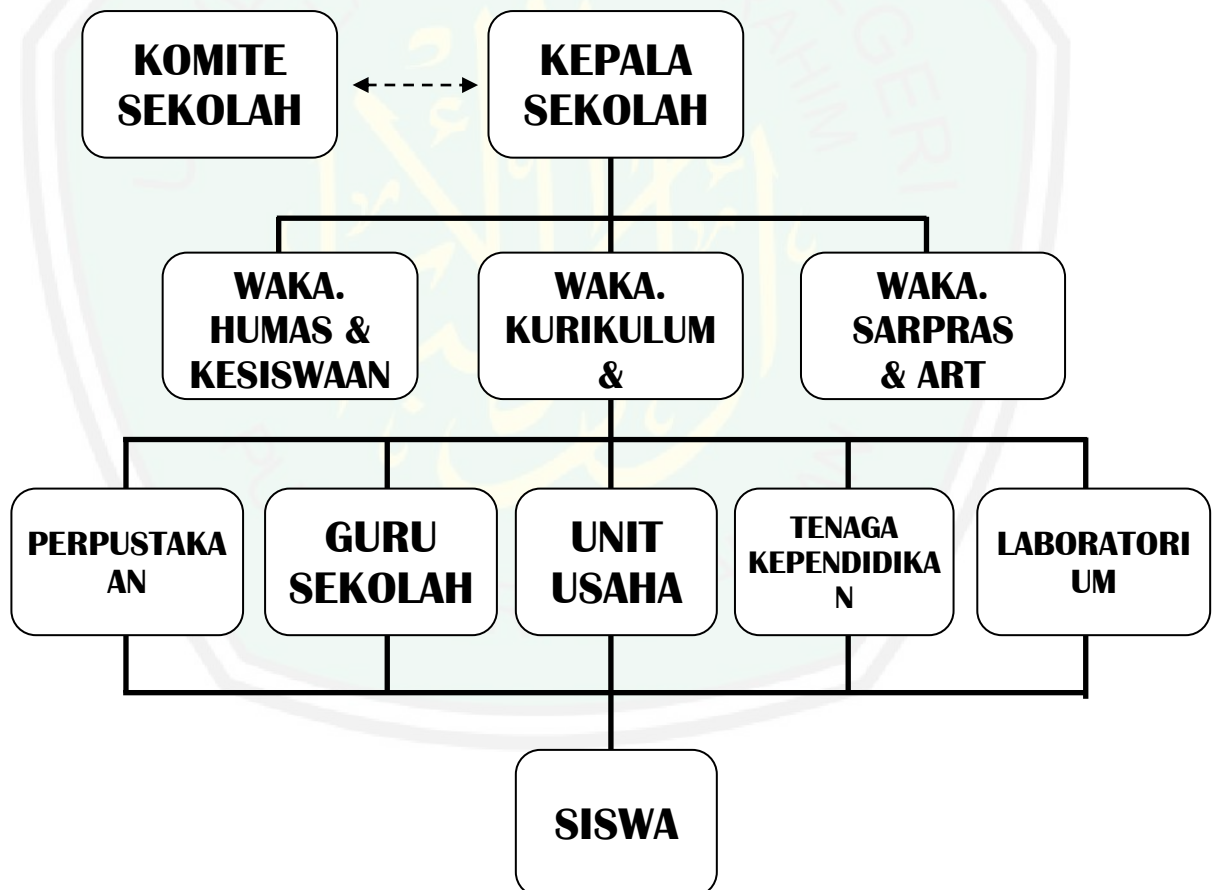 KOMITE
SEKOLAH
KEPALA
SEKOLAH
WAKA.
HUMAS &
KESISWAAN
WAKA.
KURIKULUM
&
WAKA.
SARPRAS
& ART
PERPUSTAKA
AN
GURU
SEKOLAH
UNIT
USAHA
TENAGA
KEPENDIDIKA
N
LABORATORI
UM
SISWA